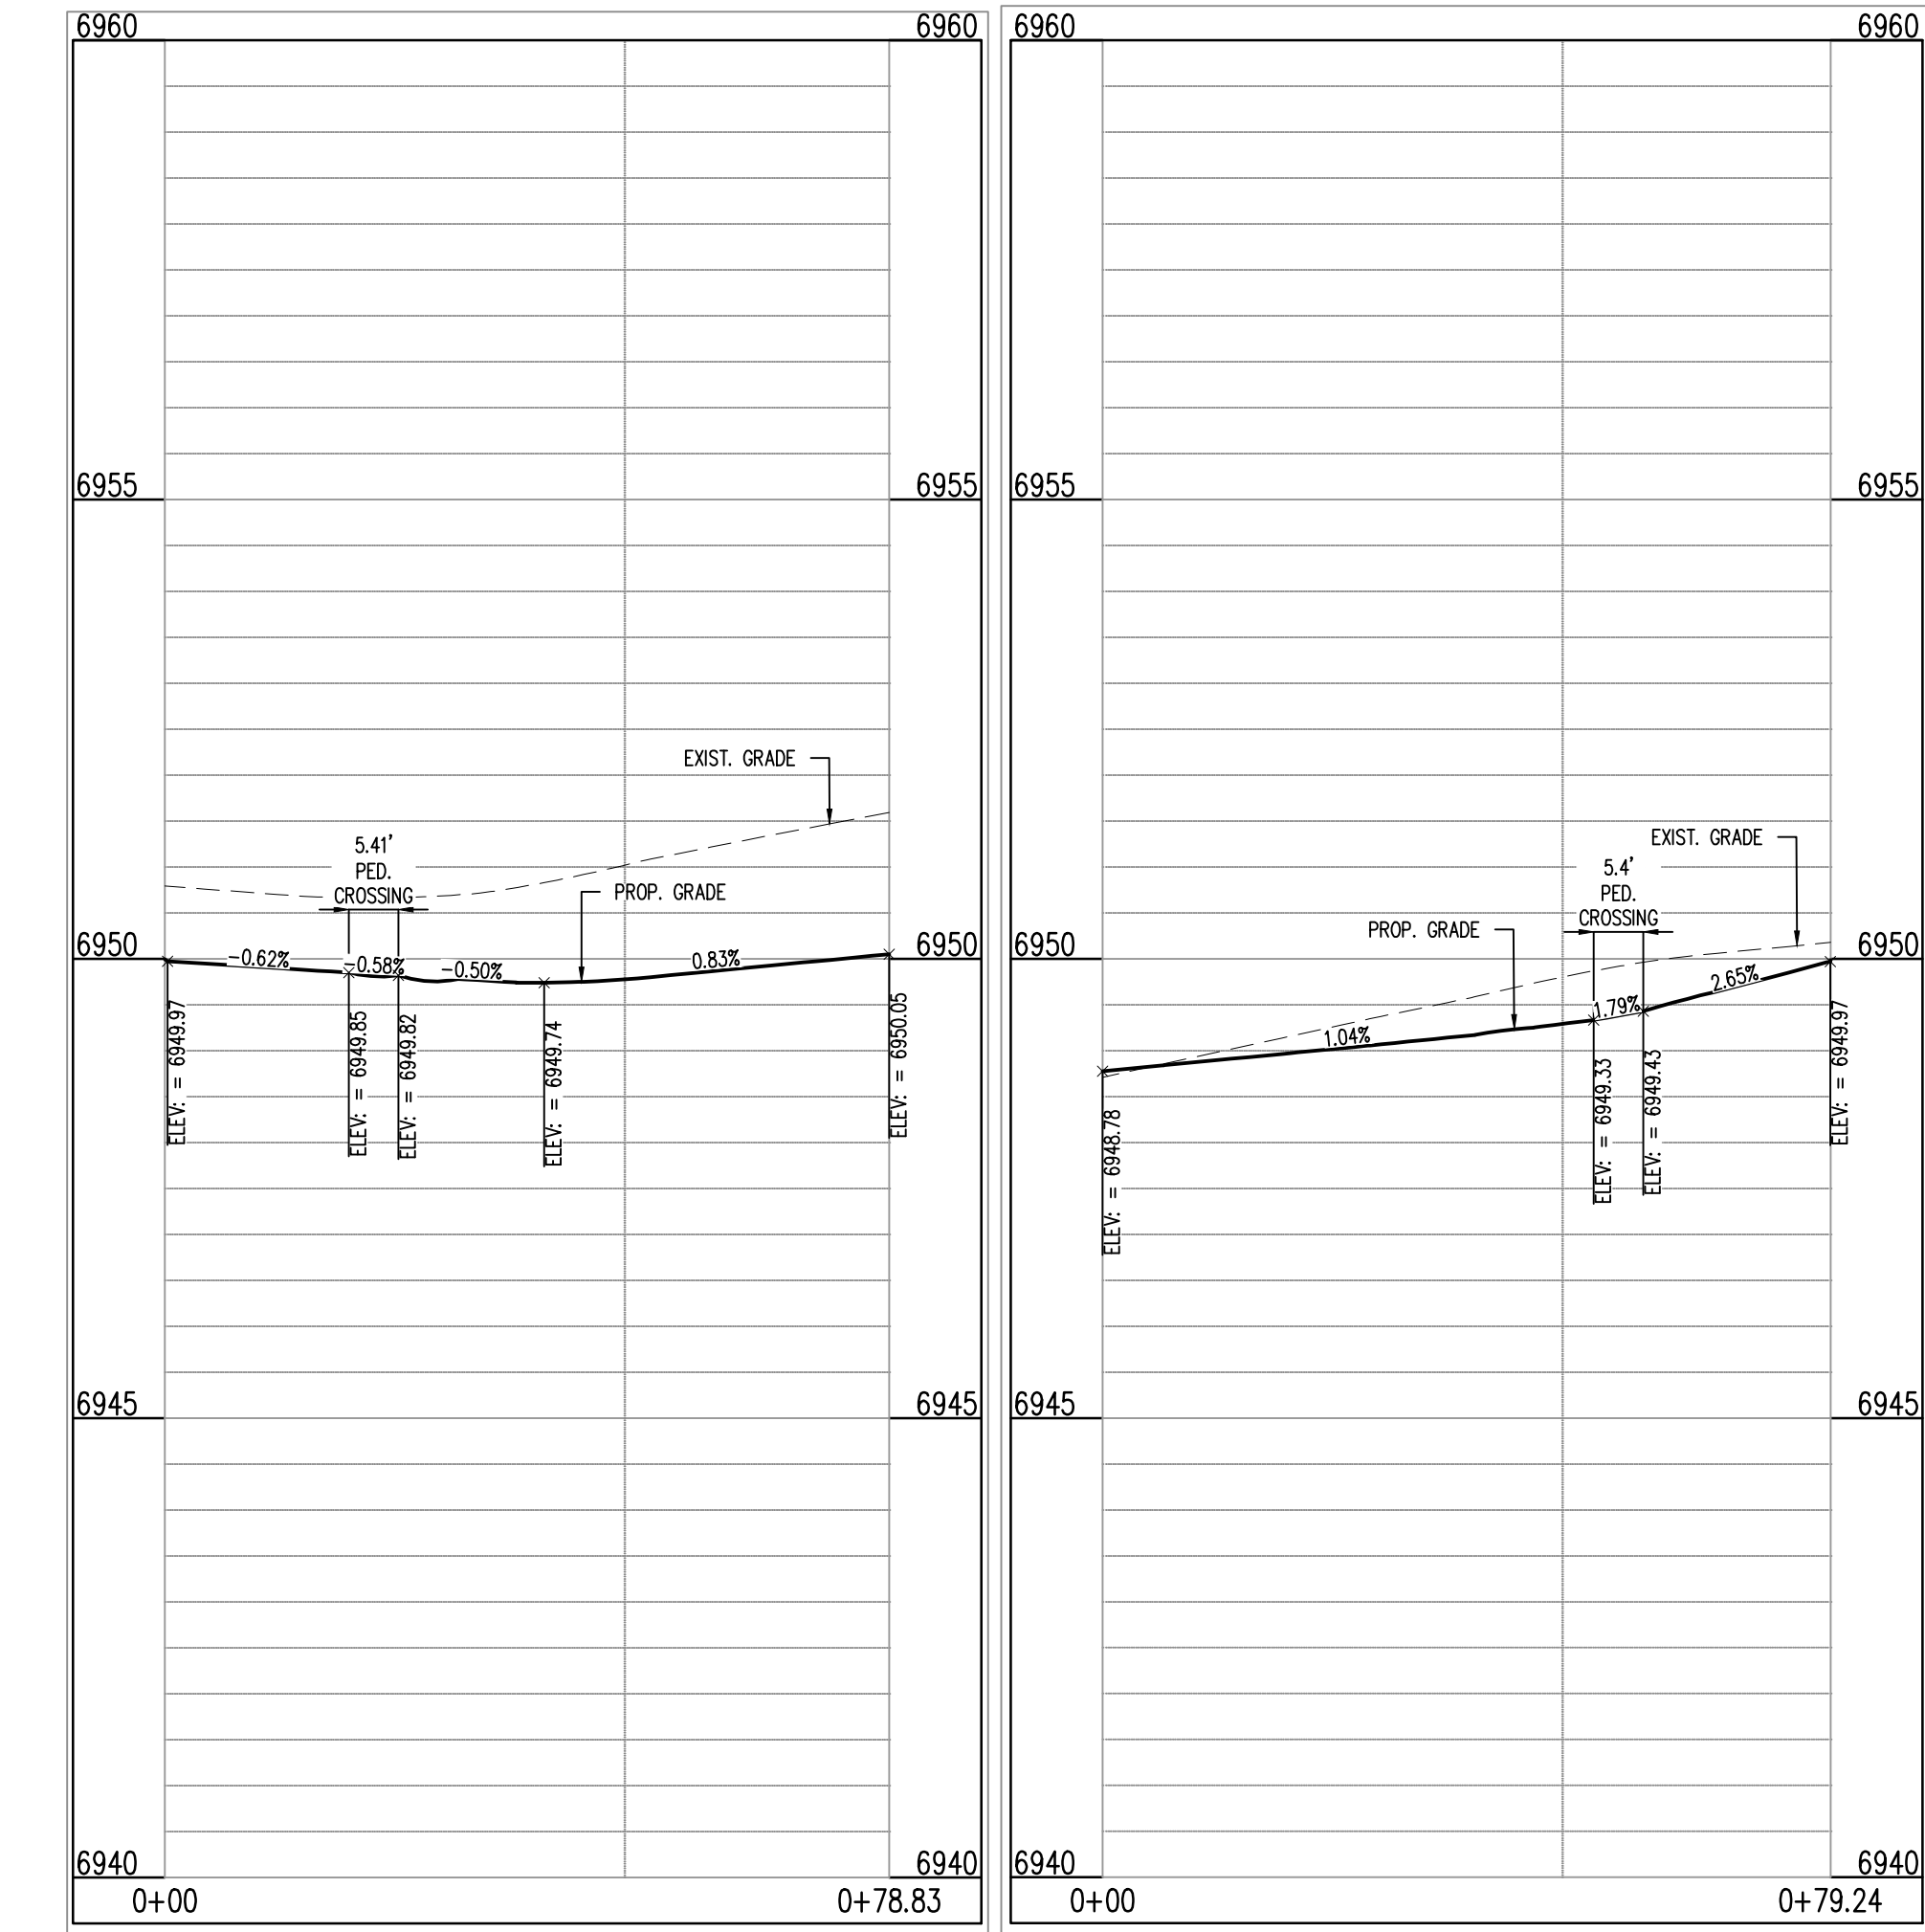 6960
6960
6955
6955
EXIST. GRADE
5.41'
PED.
CROSSING
PROP. GRADE
6950
6950
-0.62%
-0.58%
-0.50%
0.83%
ELEV: = 6949.97
ELEV: = 6949.85
ELEV: = 6949.82
ELEV: = 6949.74
ELEV: = 6950.05
6945
6945
6940
6940
0+00
0+78.83
6960
6960
6955
6955
EXIST. GRADE
5.4'
PED.
CROSSING
PROP. GRADE
6950
6950
1.04%
1.79%
2.65%
ELEV: = 6948.78
ELEV: = 6949.33
ELEV: = 6949.43
ELEV: = 6949.97
6945
6945
6940
6940
0+00
0+79.24